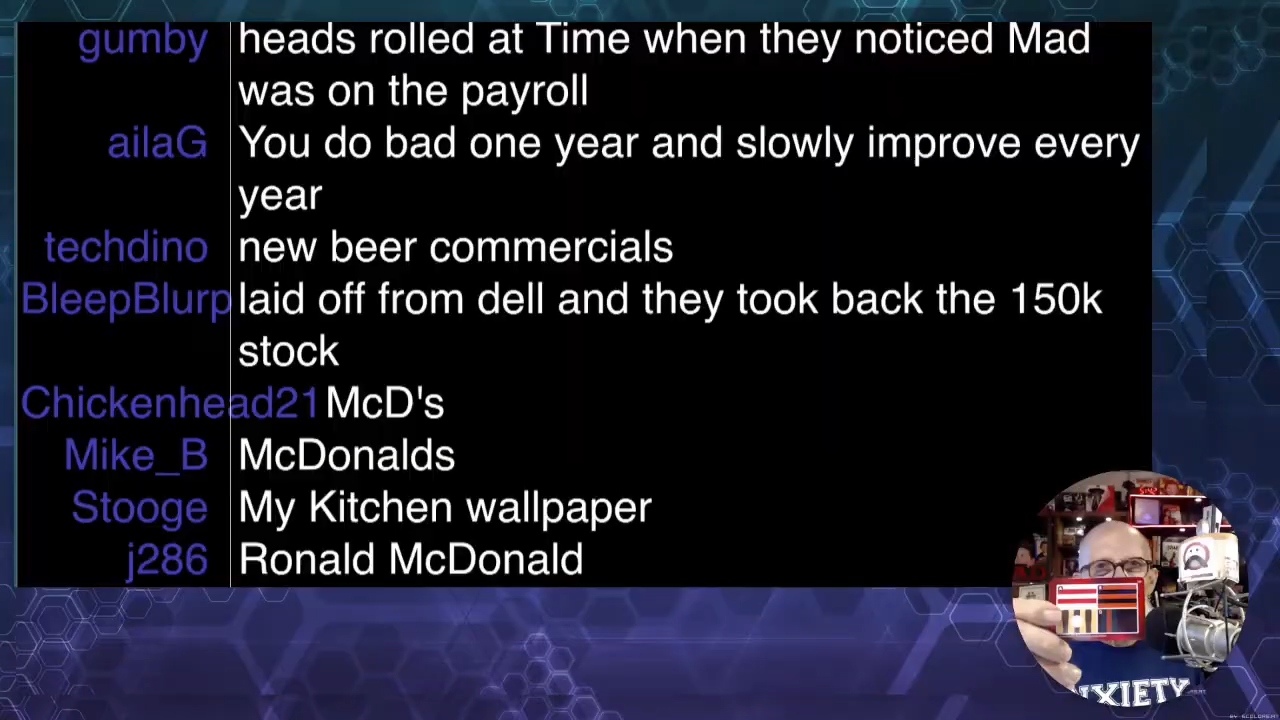 gumby heads rolled at Time when they noticed Mad
was on the payroll
ailaG You do bad one year and slowly improve every
year
techdino new beer commercials
BleepBlurp laid off from dell and they took back the 150k
stock
Chickenhead21 McD's
Mike_B McDonalds
Stooge My Kitchen wallpaper
j286 Ronald McDonald
NXIETY